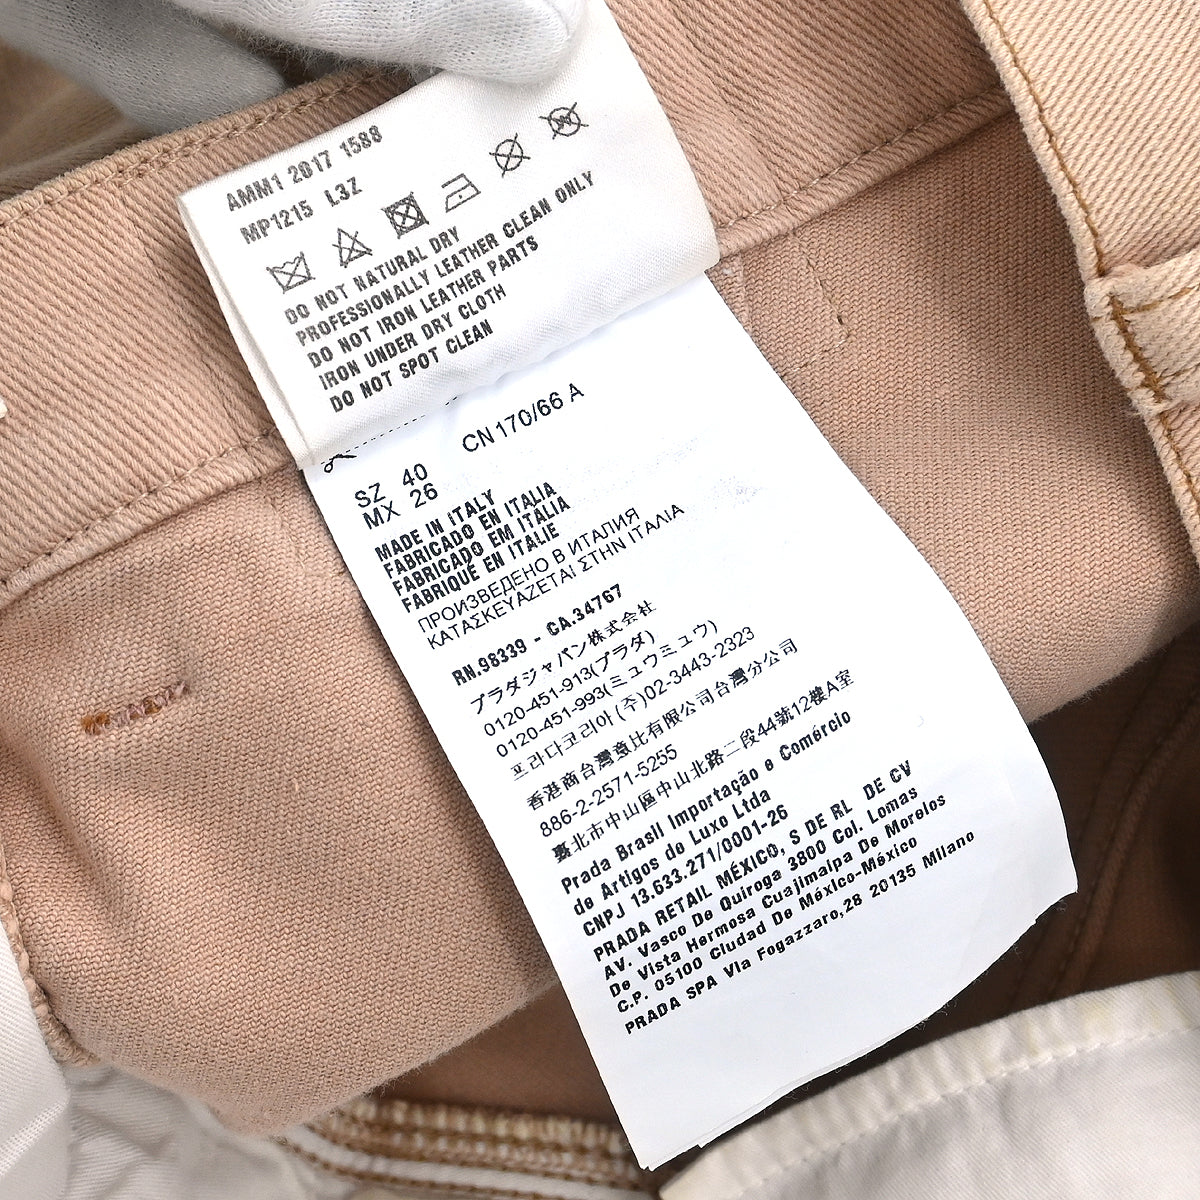 AMM1 2017 1588
MP1215 L3Z
DO NOT NATURAL DRY
PROFESSIONALLY LEATHER CLEAN ONLY
DO NOT IRON LEATHER PARTS
IRON UNDER DRY CLOTH
DO NOT SPOT CLEAN
CN170/66 A
SZ 40
MX 26
MADE IN ITALY
FABRICADO EN ITALIA
FABRICADO EM ITALIA
FABRIQUÉ EN ITALIE
ПРОИЗВЕДЕНО В ИТАЛИЯ
ΚΑΤΑΣΚΕΥΑΖΕΤΑΙ ΣΤΗΝ ΙΤΑΛΙΑ
RN.98339 - CA.34767
プラダジャパン株式会社
0120-451-913(プラダ)
0120-451-993(ミュウミュウ)
프라다코리아(주)02-3443-2323
香港商台灣意比有限公司台灣分公司
886-2-2571-5255
臺北市中山區中山北路二段44號12樓A室
Prada Brasil Importação e Comércio
de Artigos de Luxo Ltda
CNPJ 13.633.271/0001-26
PRADA RETAIL MÉXICO, S DE RL DE CV
AV. Vasco De Quiroga 3800 Col. Lomas
De Vista Hermosa Cuajimalpa De Morelos
C.P. 05100 Ciudad De México-México
PRADA SPA Via Fogazzaro,28 20135 Milano